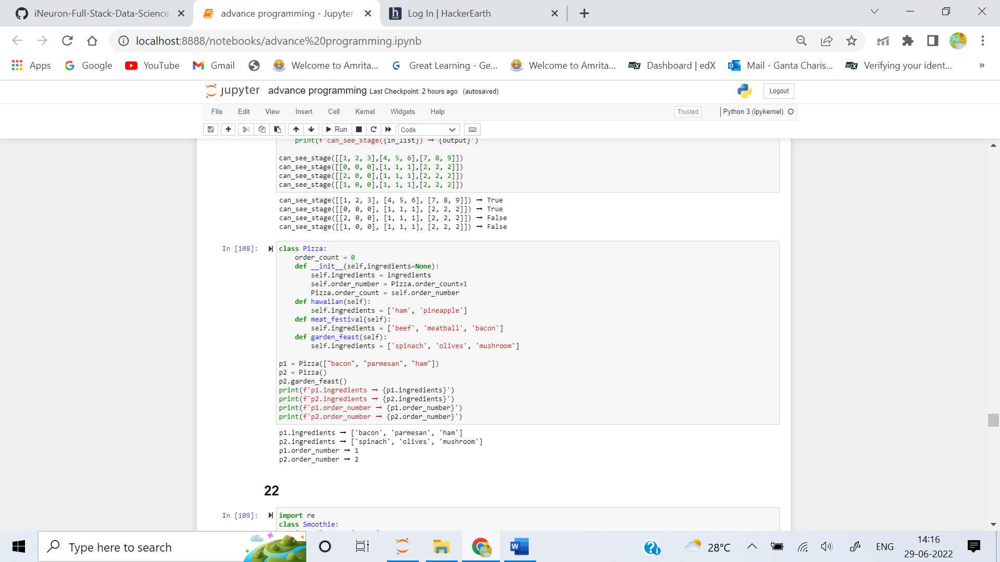 iNeuron-Full-Stack-Data-Science
advance programming - Jupyter
Log In | HackerEarth
localhost:8888/notebooks/advance%20programming.ipynb
Apps Google YouTube Gmail Welcome to Amrita... Great Learning - Ge... Welcome to Amrita... edX Dashboard | edX Mail - Ganta Charis... edX Verifying your ident... »
jupyter advance programming Last Checkpoint: 2 hours ago (autosaved) Logout
File Edit View Insert Cell Kernel Widgets Help Trusted Python 3 (ipykernel)
Run Code
print(f'can_see_stage({in_list}) ➞ {output}')
can_see_stage([[1, 2, 3],[4, 5, 6],[7, 8, 9]])
can_see_stage([[0, 0, 0],[1, 1, 1],[2, 2, 2]])
can_see_stage([[2, 0, 0],[1, 1, 1],[2, 2, 2]])
can_see_stage([[1, 0, 0],[1, 1, 1],[2, 2, 2]])
can_see_stage([[1, 2, 3], [4, 5, 6], [7, 8, 9]]) ➞ True
can_see_stage([[0, 0, 0], [1, 1, 1], [2, 2, 2]]) ➞ True
can_see_stage([[2, 0, 0], [1, 1, 1], [2, 2, 2]]) ➞ False
can_see_stage([[1, 0, 0], [1, 1, 1], [2, 2, 2]]) ➞ False
In [108]: class Pizza:
order_count = 0
def __init__(self,ingredients=None):
self.ingredients = ingredients
self.order_number = Pizza.order_count+1
Pizza.order_count = self.order_number
def hawaiian(self):
self.ingredients = ['ham', 'pineapple']
def meat_festival(self):
self.ingredients = ['beef', 'meatball', 'bacon']
def garden_feast(self):
self.ingredients = ['spinach', 'olives', 'mushroom']
p1 = Pizza(["bacon", "parmesan", "ham"])
p2 = Pizza()
p2.garden_feast()
print(f'p1.ingredients ➞ {p1.ingredients}')
print(f'p2.ingredients ➞ {p2.ingredients}')
print(f'p1.order_number ➞ {p1.order_number}')
print(f'p2.order_number ➞ {p2.order_number}')
p1.ingredients ➞ ['bacon', 'parmesan', 'ham']
p2.ingredients ➞ ['spinach', 'olives', 'mushroom']
p1.order_number ➞ 1
p2.order_number ➞ 2
22
In [109]: import re
class Smoothie:
Type here to search
28°C ENG 14:16
29-06-2022